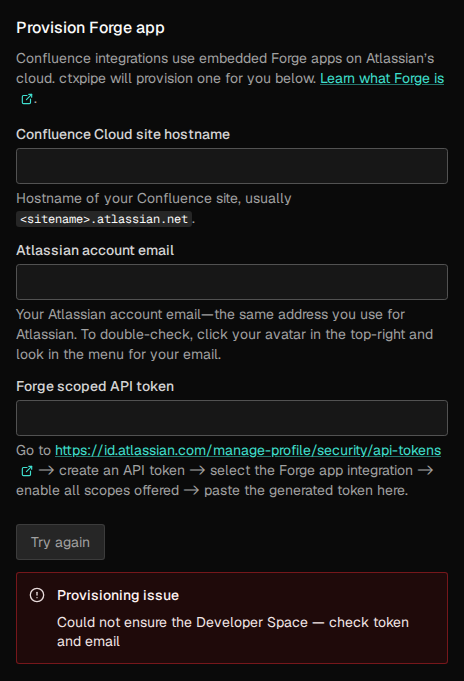 Provision Forge app
Confluence integrations use embedded Forge apps on Atlassian's
cloud. ctxpipe will provision one for you below. Learn what Forge is
.
Confluence Cloud site hostname
Hostname of your Confluence site, usually
<sitename>.atlassian.net.
Atlassian account email
Your Atlassian account email—the same address you use for
Atlassian. To double-check, click your avatar in the top-right and
look in the menu for your email.
Forge scoped API token
Go to https://id.atlassian.com/manage-profile/security/api-tokens
→ create an API token → select the Forge app integration →
enable all scopes offered → paste the generated token here.
Try again
Provisioning issue
Could not ensure the Developer Space — check token
and email